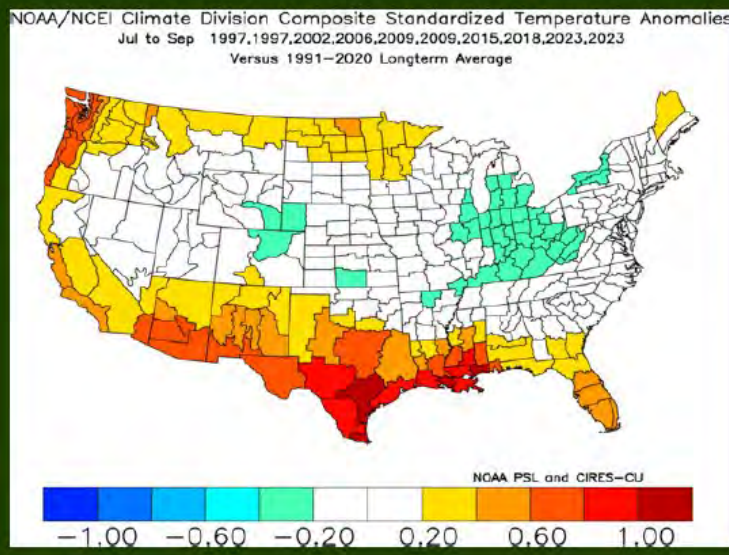 NOAA/NCEI Climate Division Composite Standardized Temperature Anomalies
Jul to Sep 1997,1997,2002,2006,2009,2009,2015,2018,2023,2023
Versus 1991-2020 Longterm Average
NOAA PSL and CIRES-CU
-1.00 -0.60 -0.20 0.20 0.60 1.00